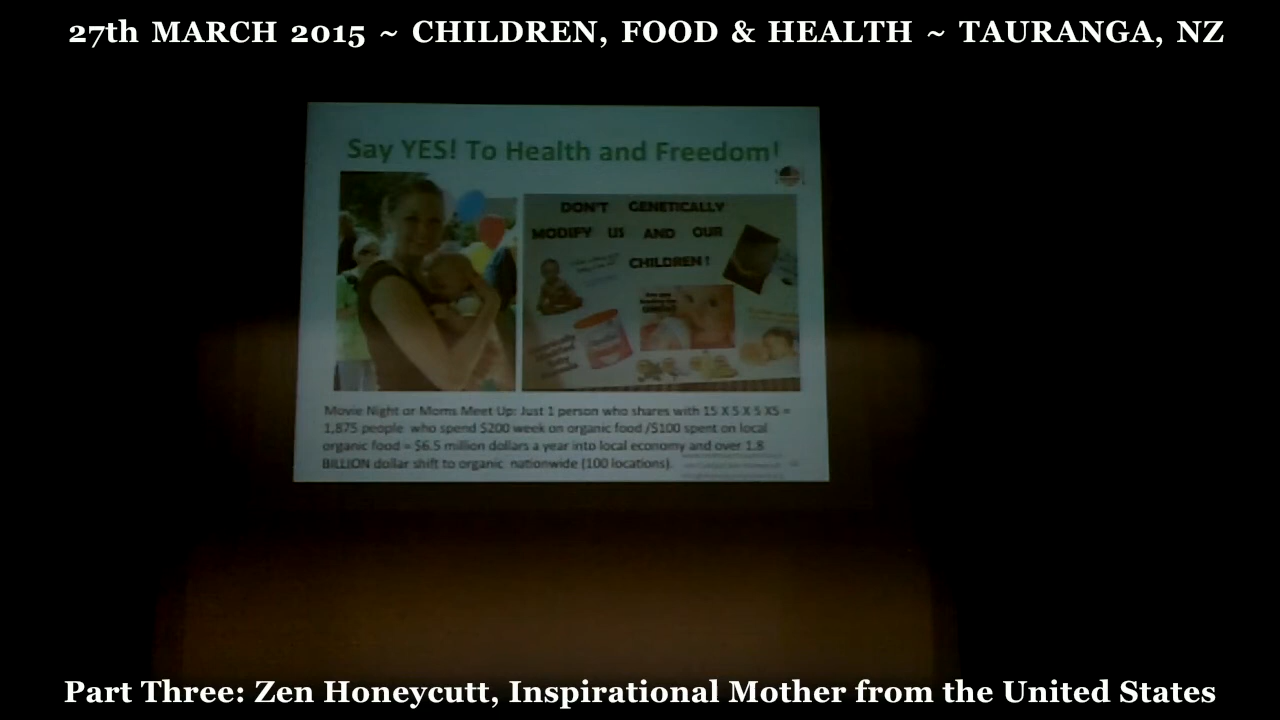 27th MARCH 2015 ~ CHILDREN, FOOD & HEALTH ~ TAURANGA, NZ
Say YES! To Health and Freedom!
DON'T GENETICALLY
MODIFY US AND OUR
CHILDREN!
Movie Night or Moms Meet Up: Just 1 person who shares with 15 X 5 X 5 X5 =
1,875 people who spend $200 week on organic food /$100 spent on local
organic food = $6.5 million dollars a year into local economy and over 1.8
BILLION dollar shift to organic nationwide (100 locations).
Part Three: Zen Honeycutt, Inspirational Mother from the United States